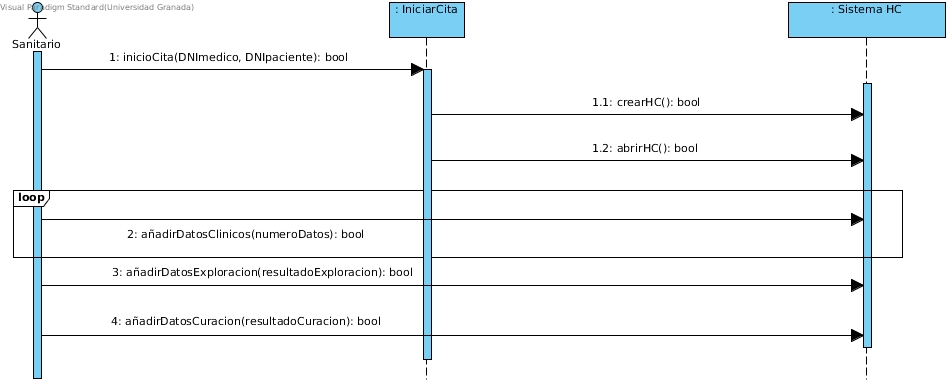 Visual Paradigm Standard(Universidad Granada)
: IniciarCita
: Sistema HC
Sanitario
1: inicioCita(DNImedico, DNIpaciente): bool
1.1: crearHC(): bool
1.2: abrirHC(): bool
loop
2: añadirDatosClinicos(numeroDatos): bool
3: añadirDatosExploracion(resultadoExploracion): bool
4: añadirDatosCuracion(resultadoCuracion): bool